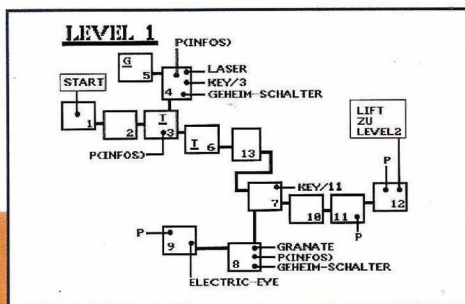 LEVEL 1
P(INFOS)
G
5
LASER
KEY/3
GEHEIM-SCHALTER
4
START
1
2
T
3
P(INFOS)
T
6
13
LIFT
ZU
LEVEL2
P
KEY/11
7
10
11
12
P
P
9
GRANATE
P(INFOS)
GEHEIM-SCHALTER
8
ELECTRIC-EYE